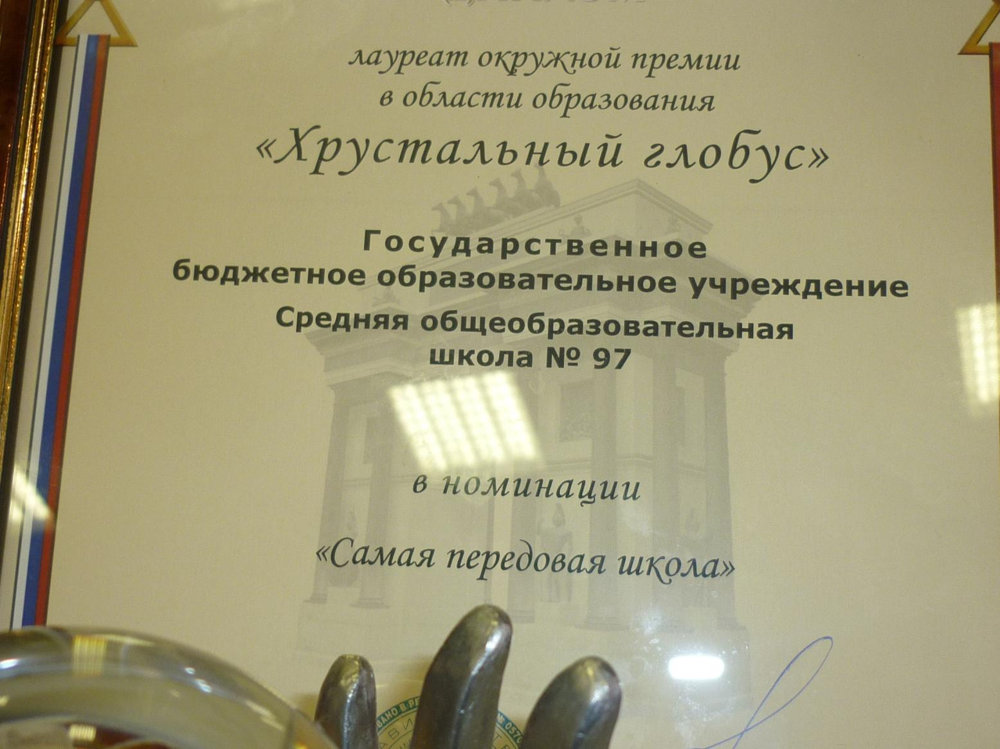 лауреат окружной премии
в области образования
«Хрустальный глобус»
Государственное
бюджетное образовательное учреждение
Средняя общеобразовательная
школа № 97
в номинации
«Самая передовая школа»